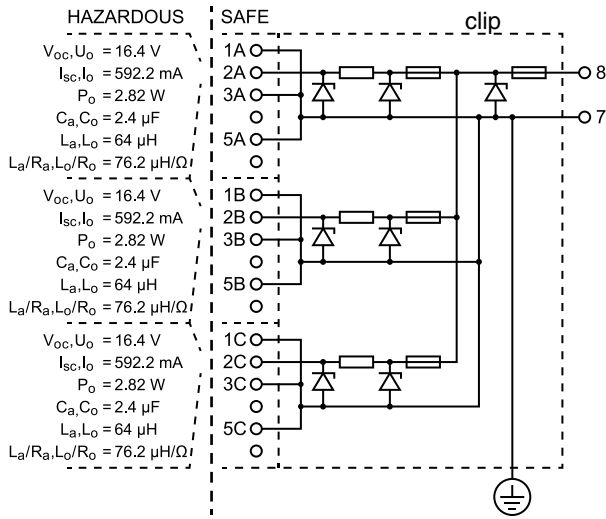 HAZARDOUS SAFE clip
V_oc,U_o = 16.4 V 1A
I_sc,I_o = 592.2 mA 2A 8
P_o = 2.82 W 3A
C_a,C_o = 2.4 µF 7
L_a,L_o = 64 µH 5A
L_a/R_a,L_o/R_o = 76.2 µH/Ω
V_oc,U_o = 16.4 V 1B
I_sc,I_o = 592.2 mA 2B
P_o = 2.82 W 3B
C_a,C_o = 2.4 µF
L_a,L_o = 64 µH 5B
L_a/R_a,L_o/R_o = 76.2 µH/Ω
V_oc,U_o = 16.4 V 1C
I_sc,I_o = 592.2 mA 2C
P_o = 2.82 W 3C
C_a,C_o = 2.4 µF
L_a,L_o = 64 µH 5C
L_a/R_a,L_o/R_o = 76.2 µH/Ω